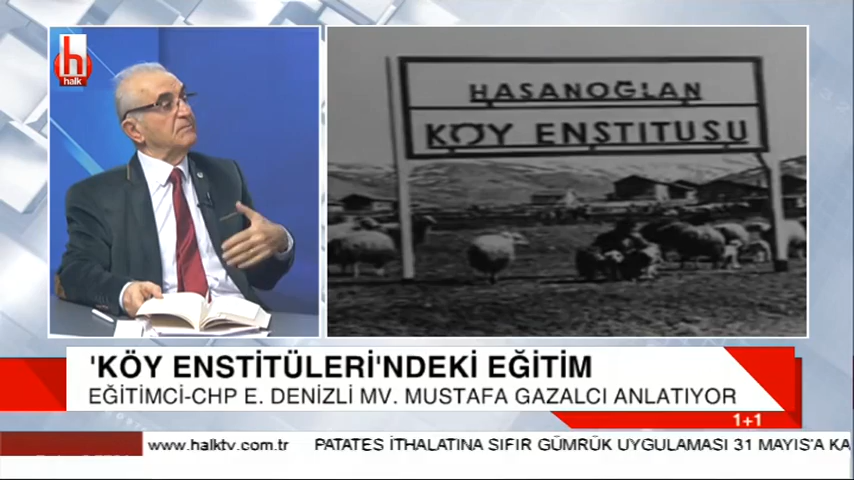 h
halk
HASANOĞLAN
KÖY ENSTITUSU
'KÖY ENSTİTÜLERİ'NDEKİ EĞİTİM
EĞİTİMCİ-CHP E. DENİZLİ MV. MUSTAFA GAZALCI ANLATIYOR
1+1
www.halktv.com.tr PATATES İTHALATINA SIFIR GÜMRÜK UYGULAMASI 31 MAYIS'A KA